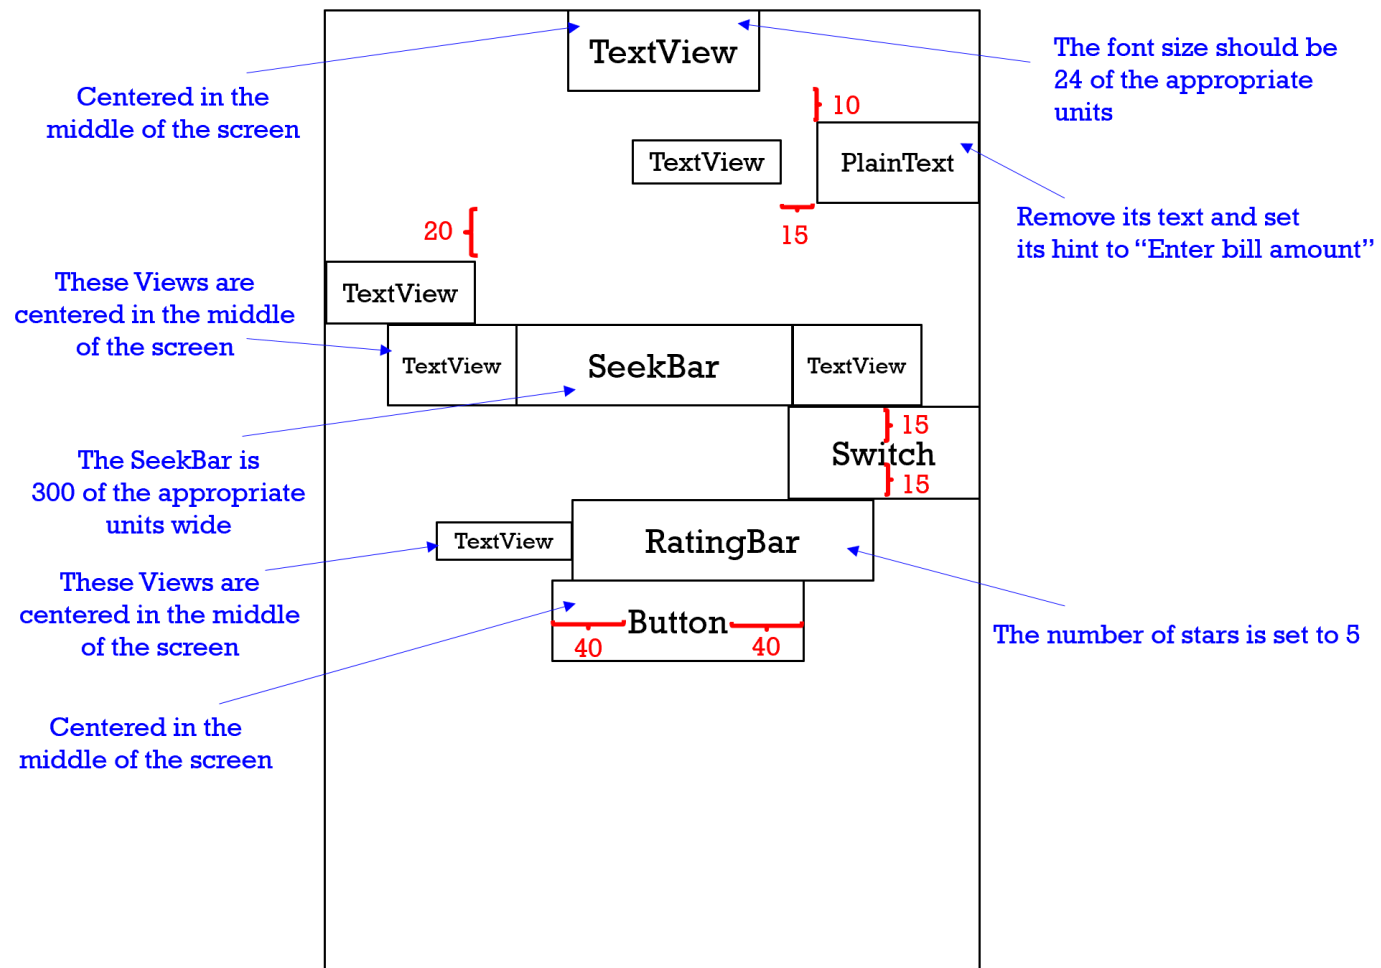 TextView
The font size should be
24 of the appropriate
units
Centered in the
middle of the screen
10
TextView
PlainText
Remove its text and set
its hint to “Enter bill amount”
20
15
These Views are
centered in the middle
of the screen
TextView
TextView
SeekBar
TextView
The SeekBar is
300 of the appropriate
units wide
15
Switch
15
TextView
RatingBar
These Views are
centered in the middle
of the screen
Button
40
40
The number of stars is set to 5
Centered in the
middle of the screen